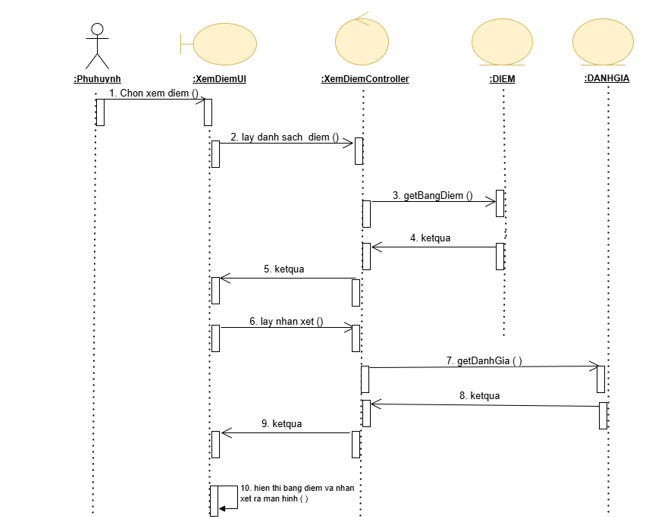 :Phuhuynh :XemDiemUI :XemDiemController :DIEM :DANHGIA
1. Chon xem diem ()
2. lay danh sach diem ()
3. getBangDiem ()
4. ketqua
5. ketqua
6. lay nhan xet ()
7. getDanhGia ( )
8. ketqua
9. ketqua
10. hien thi bang diem va nhan
xet ra man hinh ( )